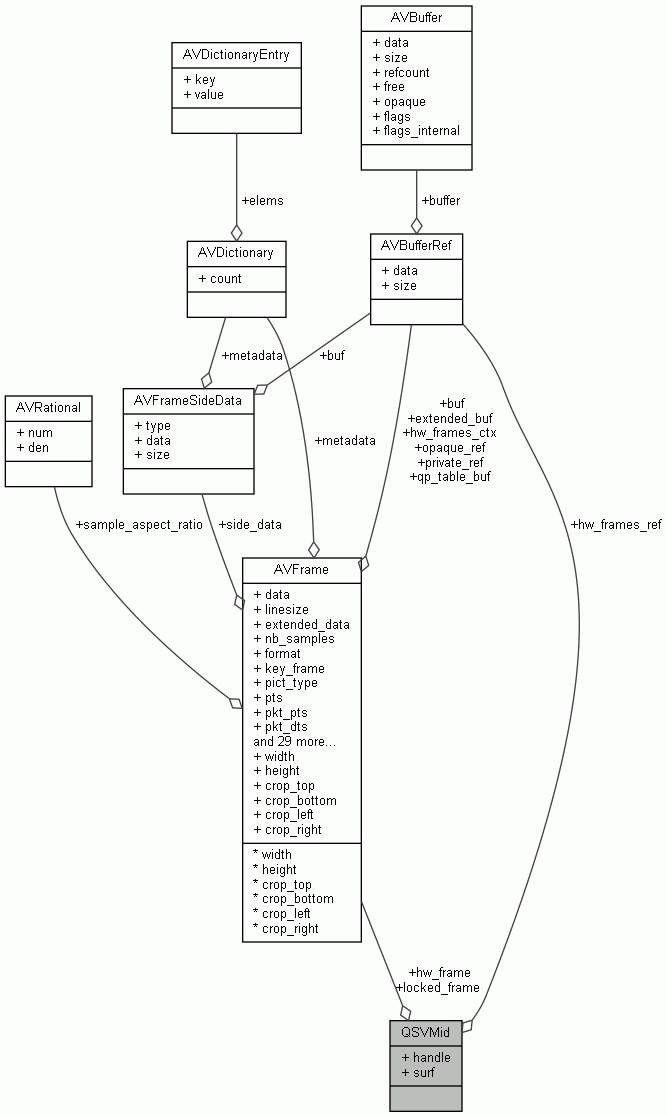 AVBuffer
+ data
+ size
+ refcount
+ free
+ opaque
+ flags
+ flags_internal
AVDictionaryEntry
+ key
+ value
+elems
+buffer
AVDictionary
+ count
AVBufferRef
+ data
+ size
+metadata
+buf
AVFrameSideData
+ type
+ data
+ size
AVRational
+ num
+ den
+metadata
+buf
+extended_buf
+hw_frames_ctx
+opaque_ref
+private_ref
+qp_table_buf
+sample_aspect_ratio
+side_data
+hw_frames_ref
AVFrame
+ data
+ linesize
+ extended_data
+ nb_samples
+ format
+ key_frame
+ pict_type
+ pts
+ pkt_pts
+ pkt_dts
and 29 more...
+ width
+ height
+ crop_top
+ crop_bottom
+ crop_left
+ crop_right
* width
* height
* crop_top
* crop_bottom
* crop_left
* crop_right
+hw_frame
+locked_frame
QSVMid
+ handle
+ surf